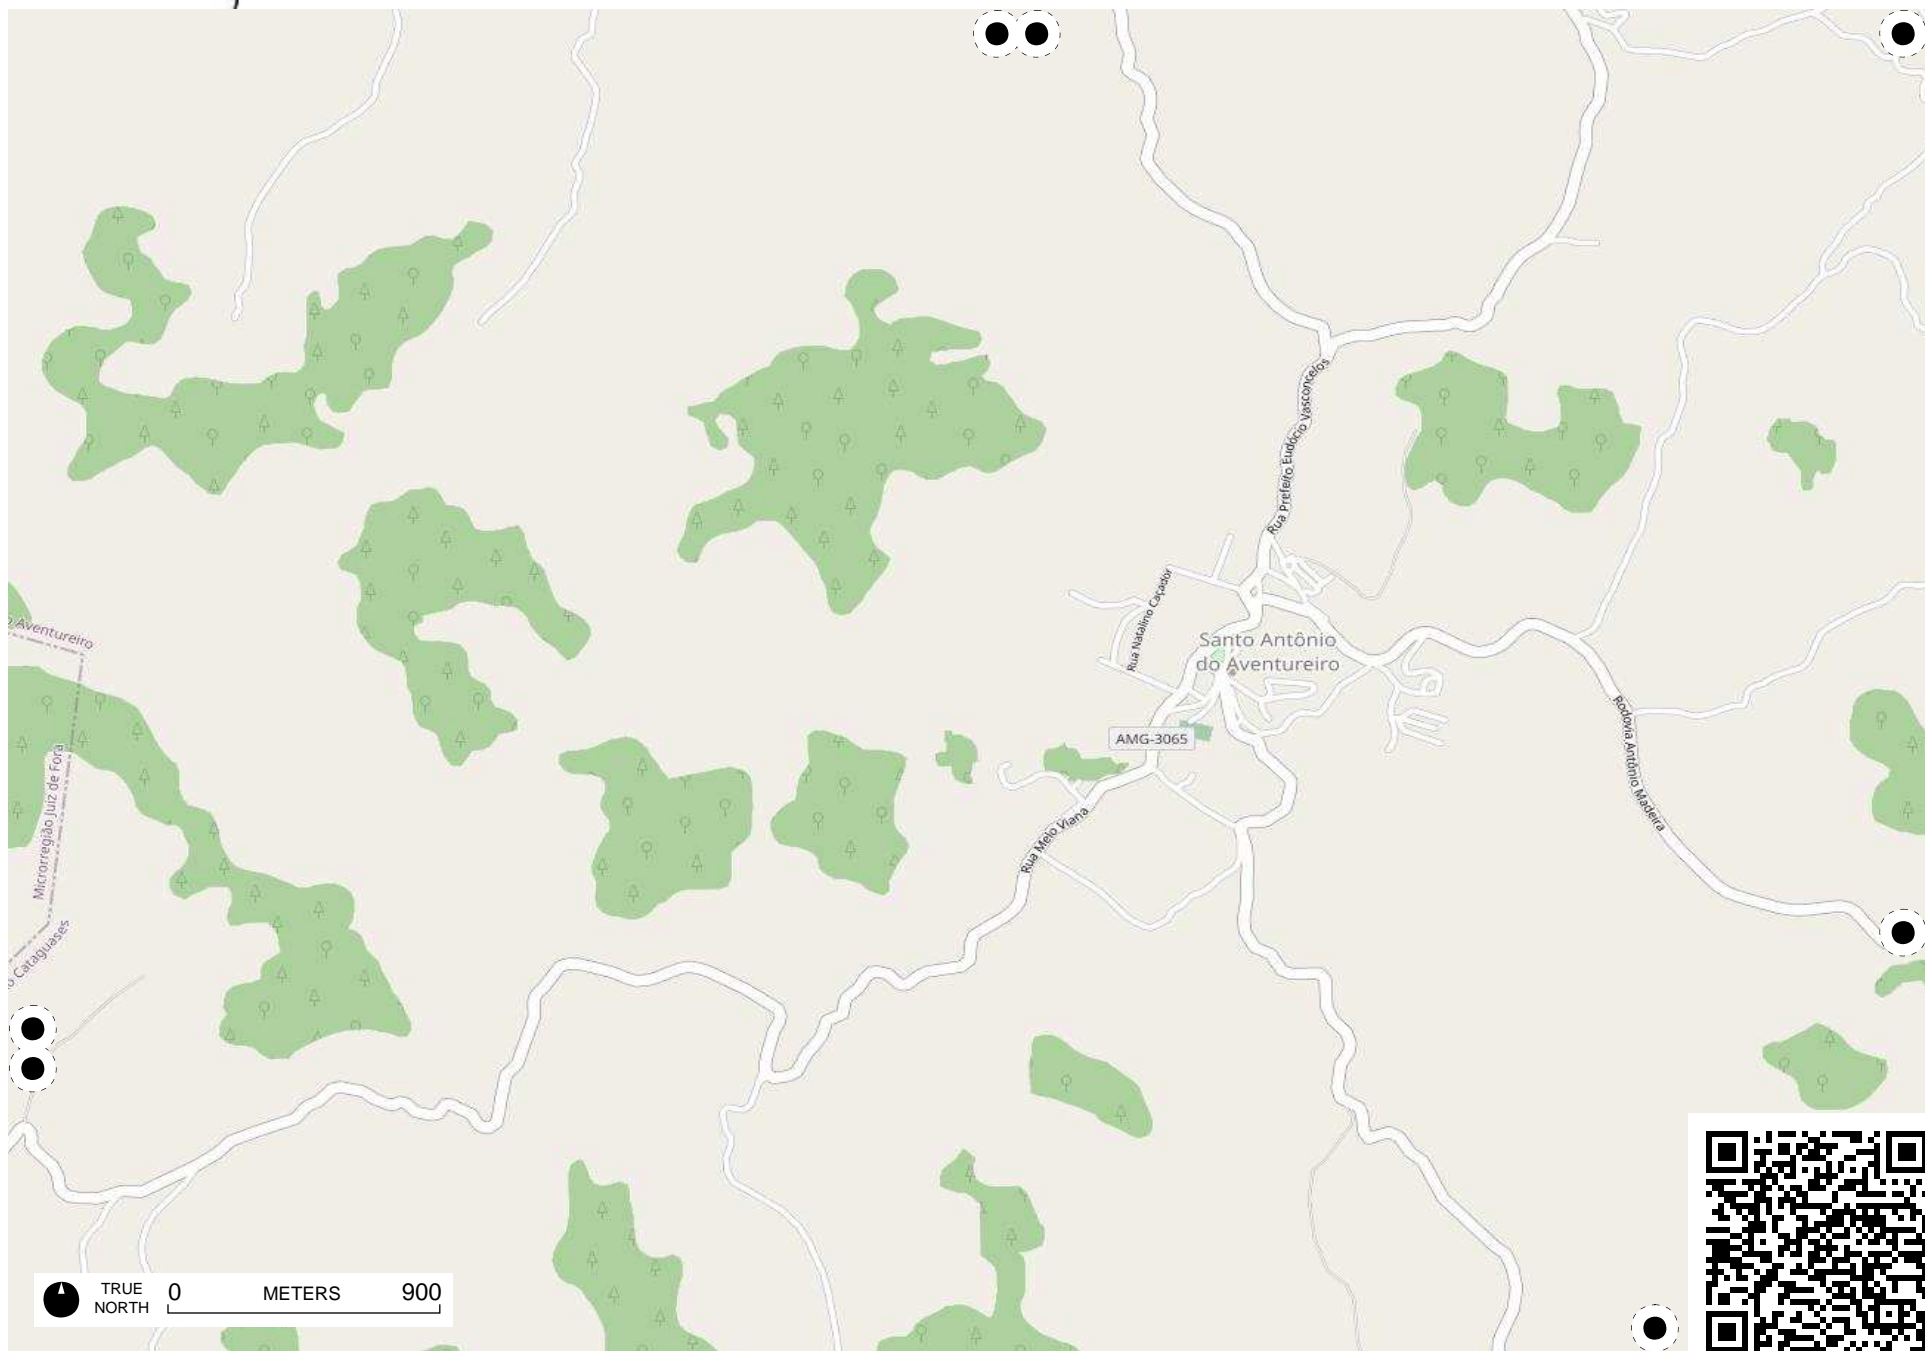 Rua Prefeito Eudócio Vasconcelos
Rua Natalino Caçador
Santo Antônio
do Aventureiro
Aventureiro
AMG-3065
Rodovia Antônio Madeira
Microrregião Juiz de Fora
Rua Melo Viana
Cataguases
TRUE
NORTH
0 METERS 900